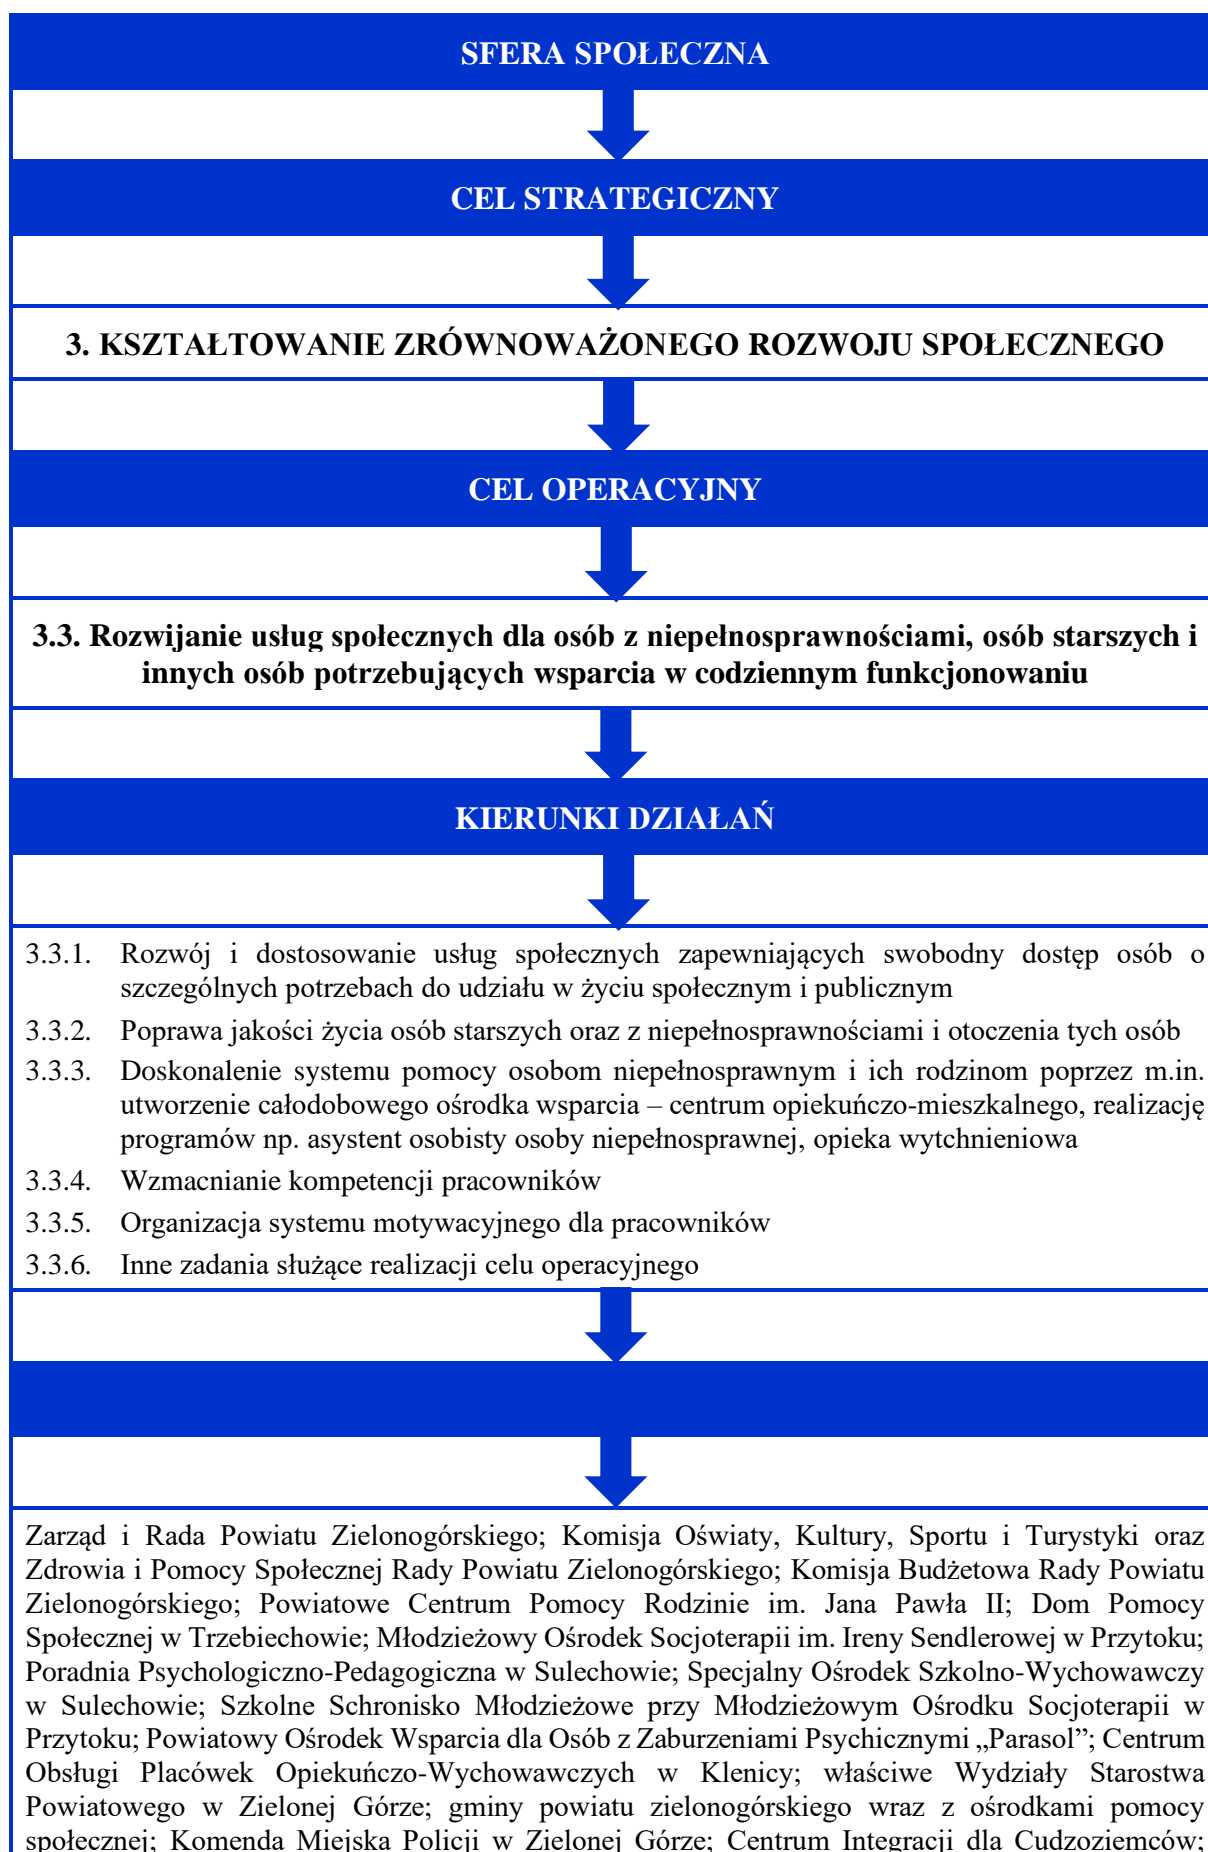 SFERA SPOŁECZNA
CEL STRATEGICZNY
3. KSZTAŁTOWANIE ZRÓWNOWAŻONEGO ROZWOJU SPOŁECZNEGO
CEL OPERACYJNY
3.3. Rozwijanie usług społecznych dla osób z niepełnosprawnościami, osób starszych i
innych osób potrzebujących wsparcia w codziennym funkcjonowaniu
KIERUNKI DZIAŁAŃ
3.3.1. Rozwój i dostosowanie usług społecznych zapewniających swobodny dostęp osób o
szczególnych potrzebach do udziału w życiu społecznym i publicznym
3.3.2. Poprawa jakości życia osób starszych oraz z niepełnosprawnościami i otoczenia tych osób
3.3.3. Doskonalenie systemu pomocy osobom niepełnosprawnym i ich rodzinom poprzez m.in.
utworzenie całodobowego ośrodka wsparcia – centrum opiekuńczo-mieszkalnego, realizację
programów np. asystent osobisty osoby niepełnosprawnej, opieka wytchnieniowa
3.3.4. Wzmacnianie kompetencji pracowników
3.3.5. Organizacja systemu motywacyjnego dla pracowników
3.3.6. Inne zadania służące realizacji celu operacyjnego
Zarząd i Rada Powiatu Zielonogórskiego; Komisja Oświaty, Kultury, Sportu i Turystyki oraz
Zdrowia i Pomocy Społecznej Rady Powiatu Zielonogórskiego; Komisja Budżetowa Rady Powiatu
Zielonogórskiego; Powiatowe Centrum Pomocy Rodzinie im. Jana Pawła II; Dom Pomocy
Społecznej w Trzebiechowie; Młodzieżowy Ośrodek Socjoterapii im. Ireny Sendlerowej w Przytoku;
Poradnia Psychologiczno-Pedagogiczna w Sulechowie; Specjalny Ośrodek Szkolno-Wychowawczy
w Sulechowie; Szkolne Schronisko Młodzieżowe przy Młodzieżowym Ośrodku Socjoterapii w
Przytoku; Powiatowy Ośrodek Wsparcia dla Osób z Zaburzeniami Psychicznymi „Parasol”; Centrum
Obsługi Placówek Opiekuńczo-Wychowawczych w Klenicy; właściwe Wydziały Starostwa
Powiatowego w Zielonej Górze; gminy powiatu zielonogórskiego wraz z ośrodkami pomocy
społecznej; Komenda Miejska Policji w Zielonej Górze; Centrum Integracji dla Cudzoziemców;